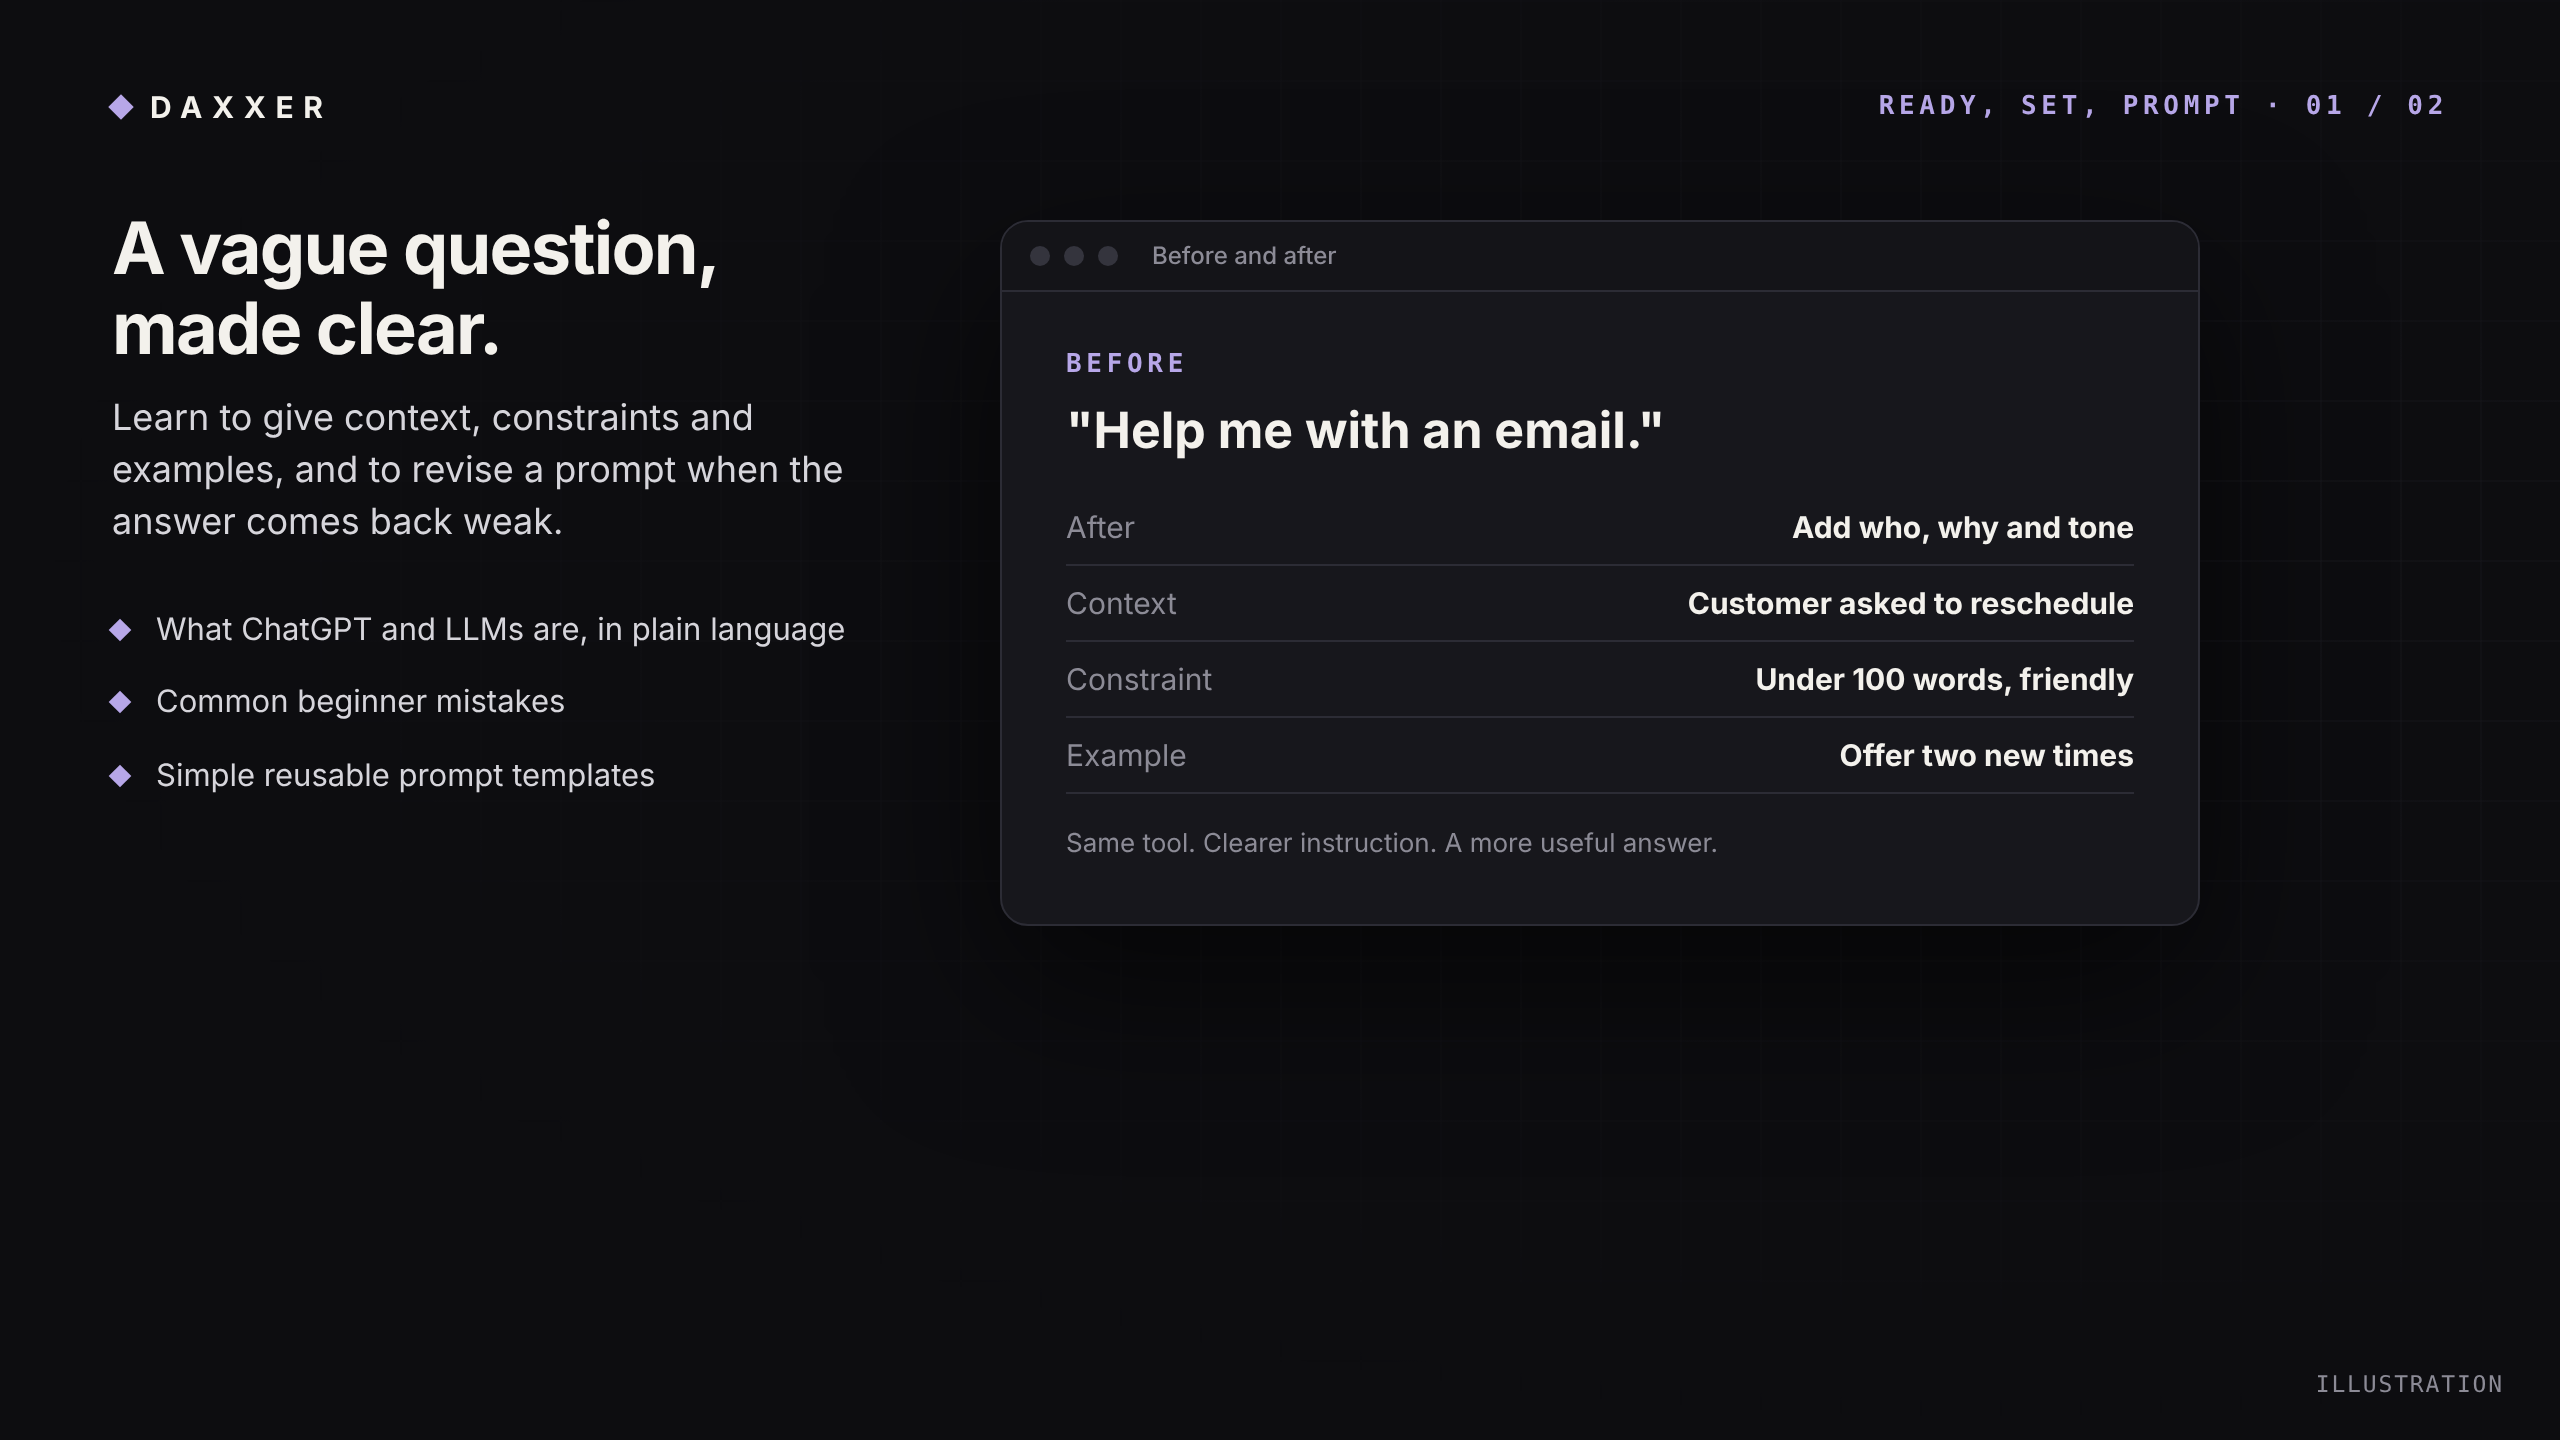 DAXXER
READY, SET, PROMPT · 01 / 02
A vague question,
made clear.
Learn to give context, constraints and
examples, and to revise a prompt when the
answer comes back weak.
What ChatGPT and LLMs are, in plain language
Common beginner mistakes
Simple reusable prompt templates
Before and after
BEFORE
"Help me with an email."
After Add who, why and tone
Context Customer asked to reschedule
Constraint Under 100 words, friendly
Example Offer two new times
Same tool. Clearer instruction. A more useful answer.
ILLUSTRATION